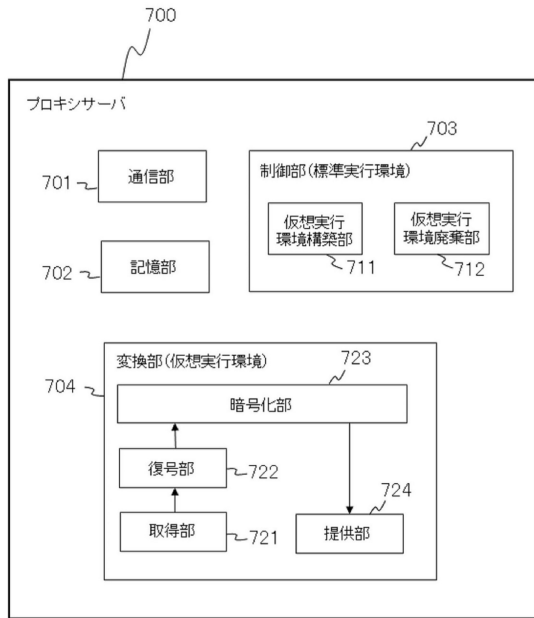 700
プロキシサーバ
701
通信部
702
記憶部
703
制御部(標準実行環境)
仮想実行
環境構築部
711
仮想実行
環境廃棄部
712
704
変換部(仮想実行環境)
723
暗号化部
復号部
722
取得部
721
724
提供部